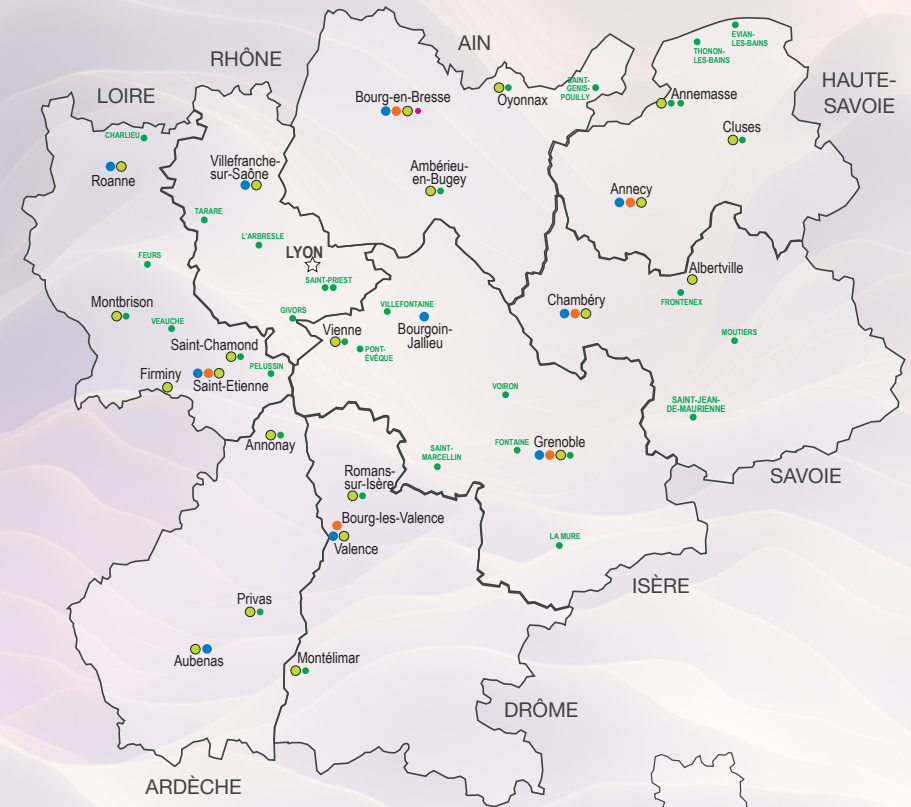 EVIAN-
LES-BAINS
THONON-
LES-BAINS
AIN
RHÔNE
HAUTE-
SAVOIE
LOIRE
SAINT-
GENIS-
POUILLY
Oyonnax
Annemasse
Bourg-en-Bresse
Cluses
CHARLIEU
Villefranche-
sur-Saône
Ambérieu-
en-Bugey
Roanne
Annecy
TARARE
L'ARBRESLE
LYON
FEURS
SAINT-PRIEST
Albertville
Chambéry
FRONTENEX
Montbrison
GIVORS
VILLEFONTAINE
VEAUCHE
Vienne
Bourgoin-
Jallieu
MOUTIERS
Saint-Chamond
PONT-
ÉVÊQUE
Firminy
Saint-Etienne
PELUSSIN
VOIRON
SAINT-JEAN-
DE-MAURIENNE
Annonay
FONTAINE
Grenoble
SAINT-
MARCELLIN
SAVOIE
Romans-
sur-Isère
Bourg-les-Valence
Valence
LA MURE
ISÈRE
Privas
Aubenas
Montélimar
DRÔME
ARDÈCHE